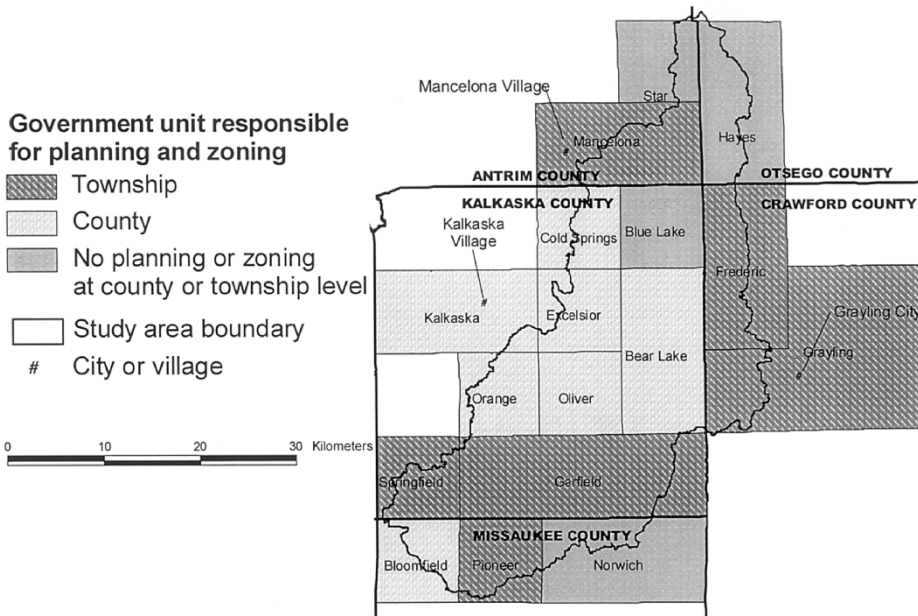 Government unit responsible
for planning and zoning
Township
County
No planning or zoning
at county or township level
Study area boundary
# City or village
0 10 20 30 Kilometers
Mancelona Village
#
Star
Hayes
Mancelona
ANTRIM COUNTY
OTSEGO COUNTY
KALKASKA COUNTY
CRAWFORD COUNTY
Kalkaska
Village
#
Cold Springs
Blue Lake
Frederic
Kalkaska
Excelsior
Grayling City
#
Bear Lake
Grayling
Orange
Oliver
Springfield
Garfield
MISSAUKEE COUNTY
Bloomfield
Pioneer
Norwich